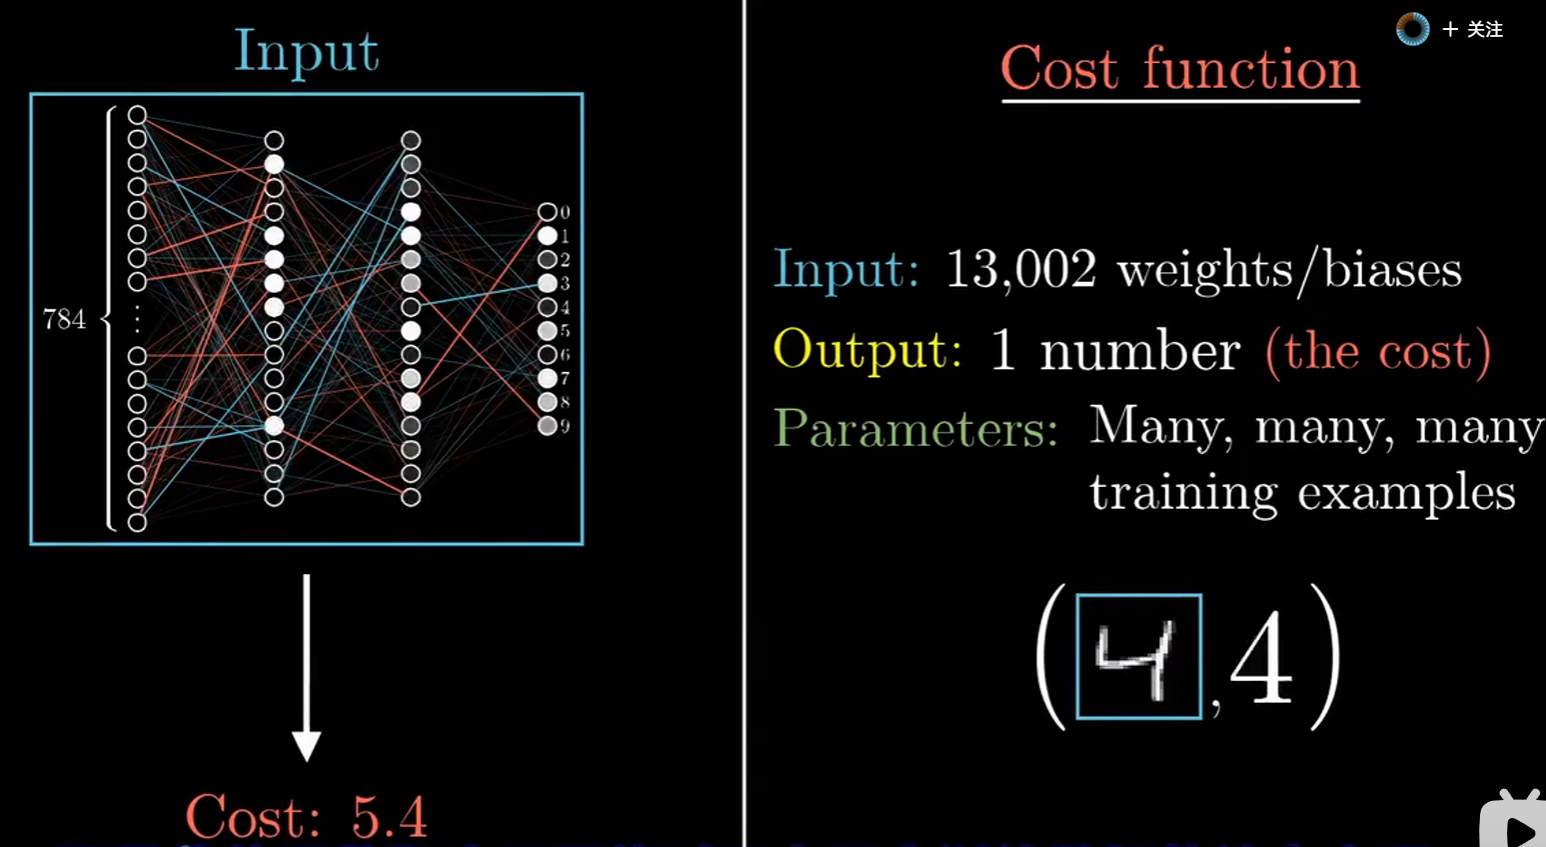 Input
784
0
1
2
3
4
5
6
7
8
9
Cost: 5.4
+ 关注
Cost function
Input: 13,002 weights/biases
Output: 1 number (the cost)
Parameters: Many, many, many
training examples
(4, 4)